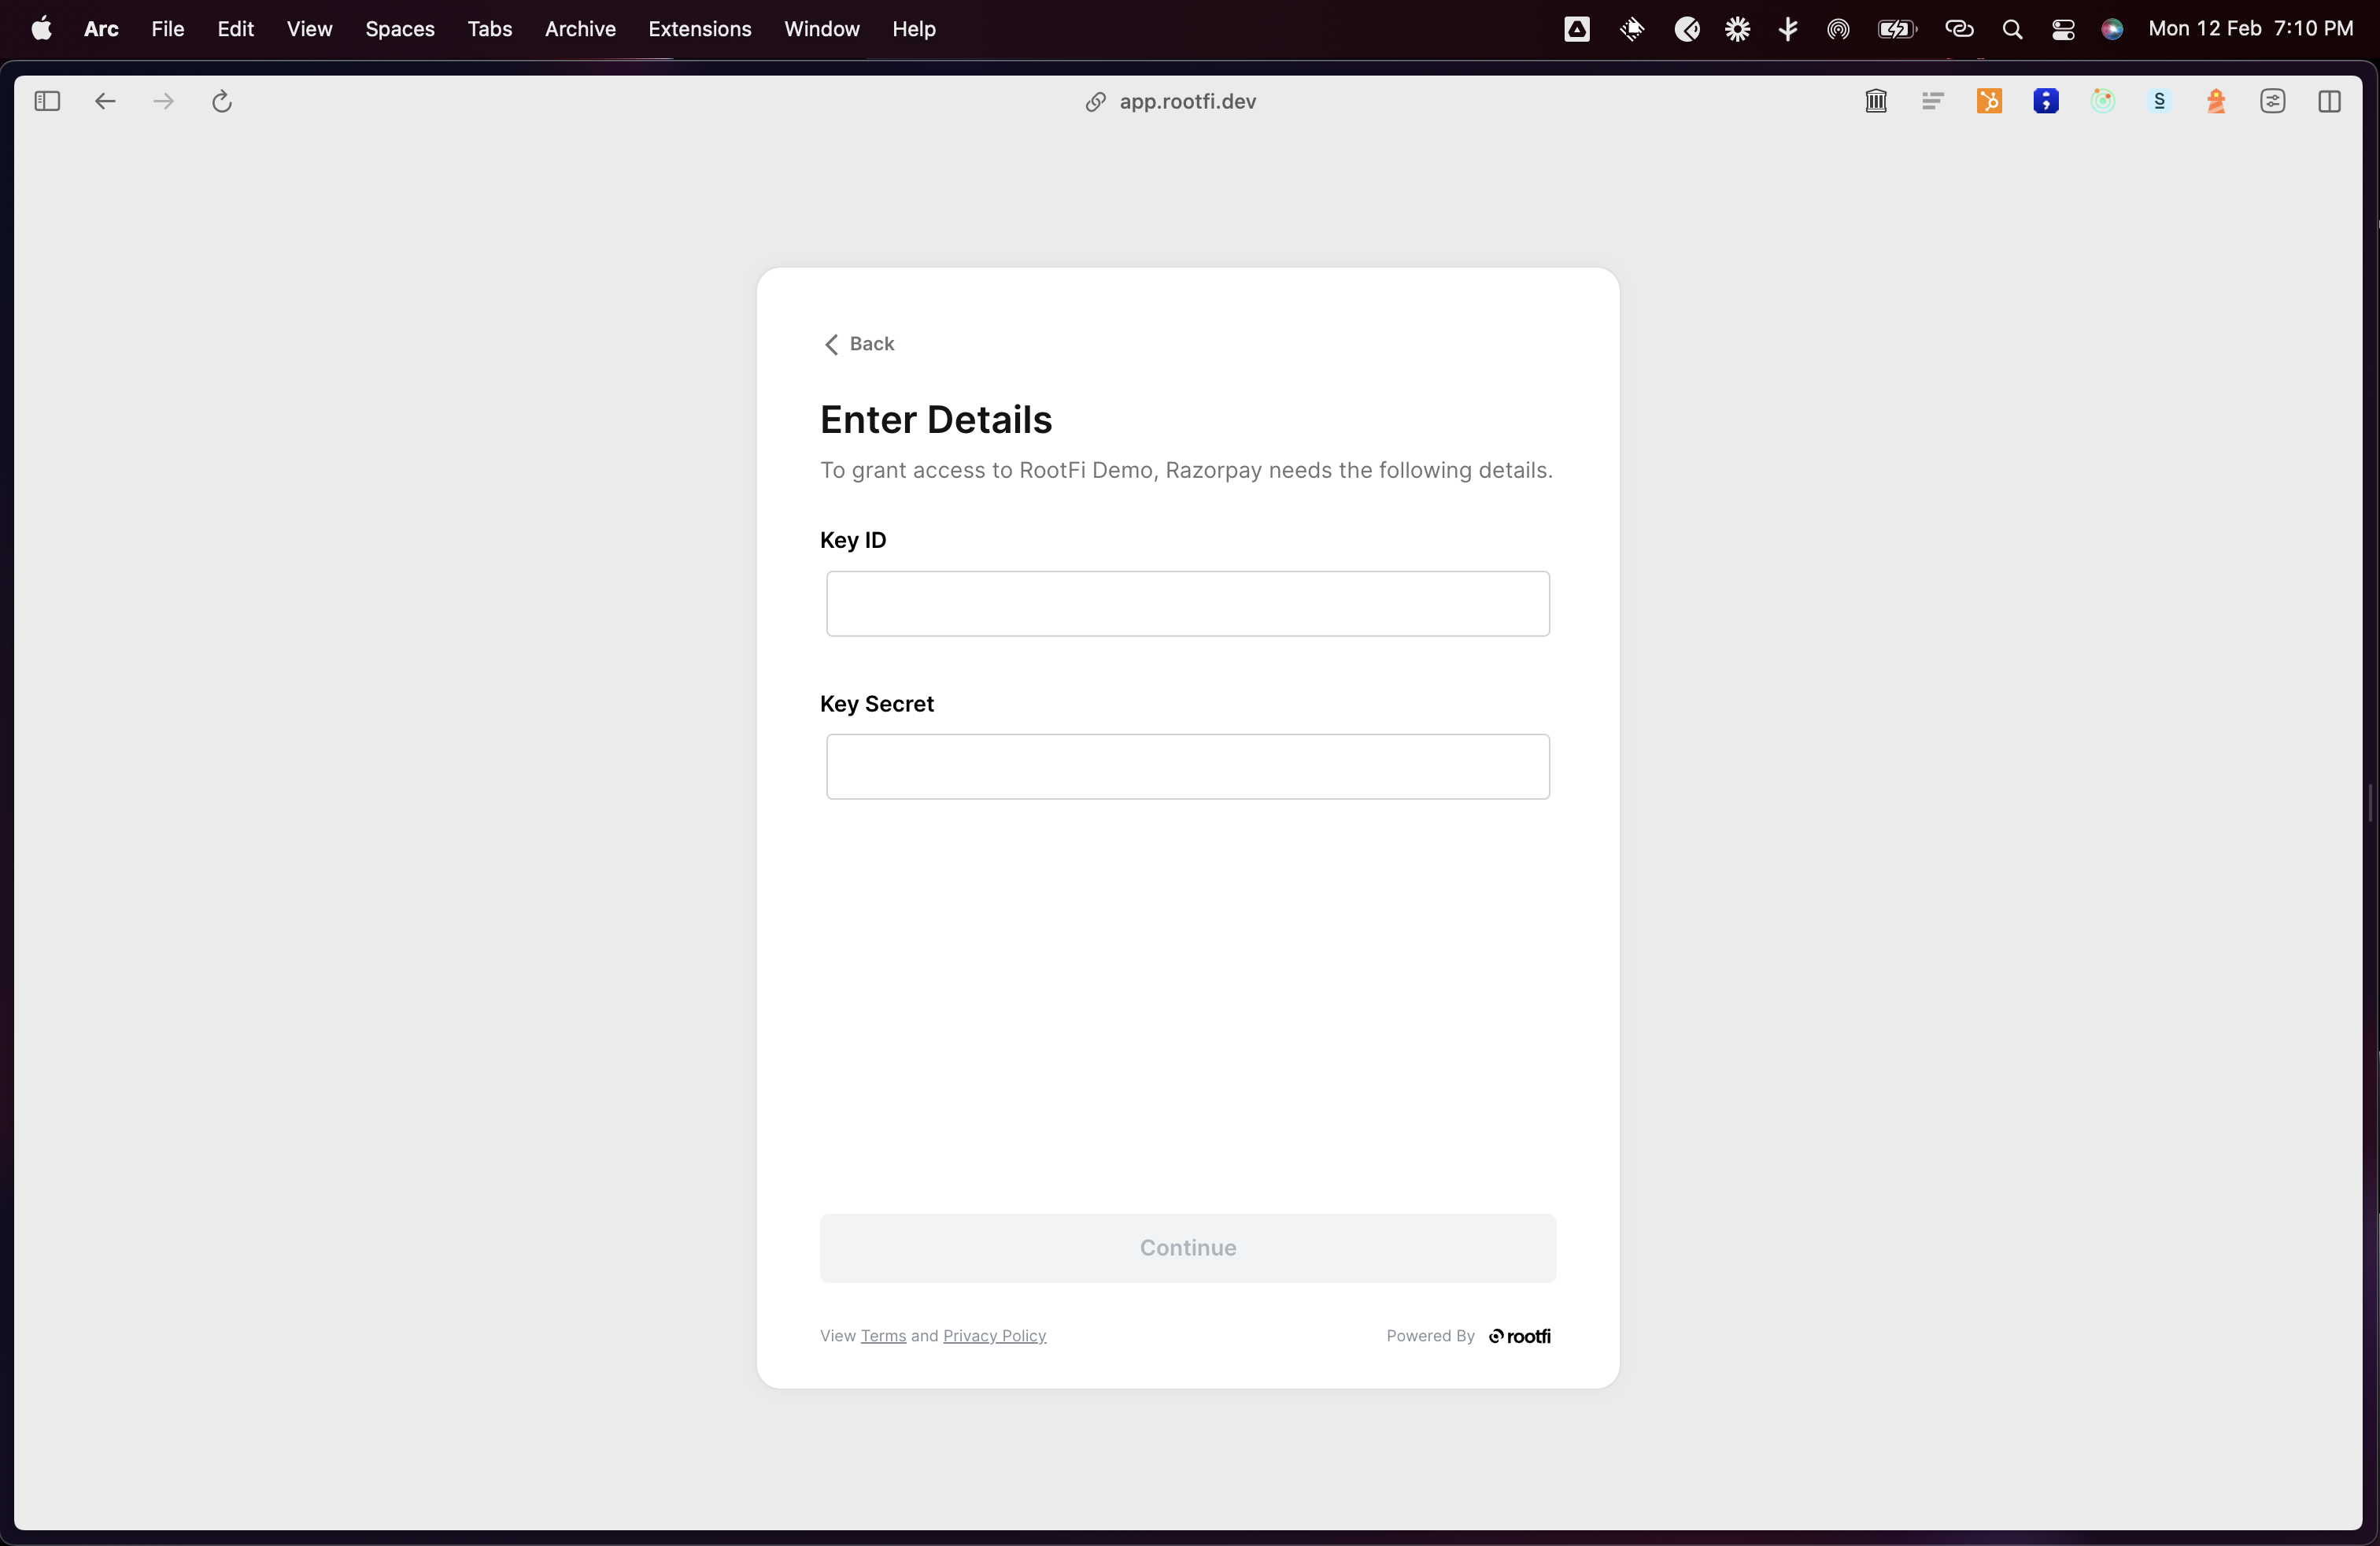 Arc File Edit View Spaces Tabs Archive Extensions Window Help Mon 12 Feb 7:10 PM
app.rootfi.dev
Back
Enter Details
To grant access to RootFi Demo, Razorpay needs the following details.
Key ID
Key Secret
Continue
View Terms and Privacy Policy Powered By rootfi